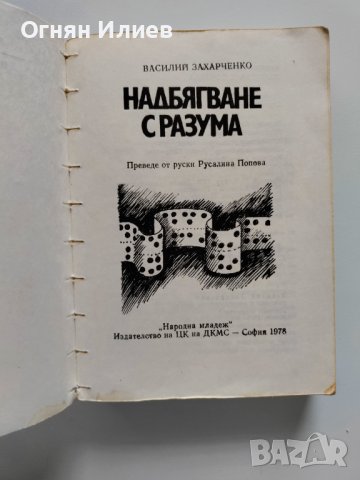 Огнян Илиев
ВАСИЛИЙ ЗАХАРЧЕНКО
НАДБЯГВАНЕ
С РАЗУМА
Преведе от руски Русалина Попова
„Народна младеж"
Издателство на ЦК на ДКМС — София 1978
BAZAR